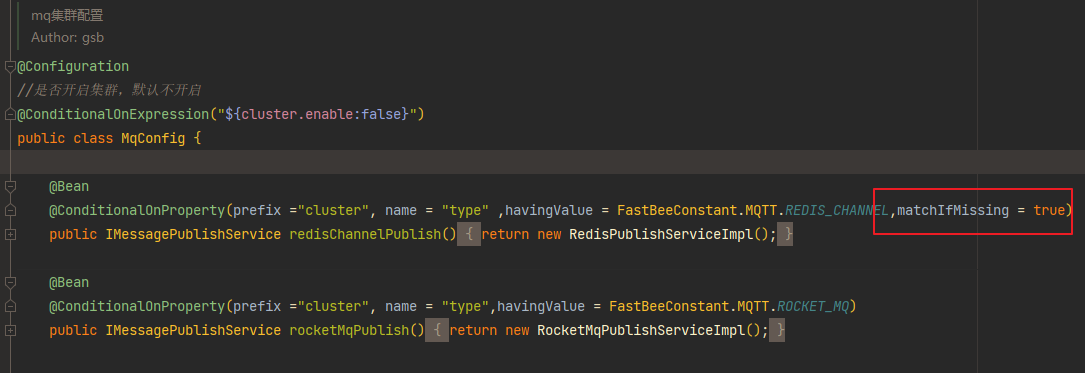 mq集群配置
Author: gsb
@Configuration
//是否开启集群，默认不开启
@ConditionalOnExpression("${cluster.enable:false}")
public class MqConfig {
@Bean
@ConditionalOnProperty(prefix ="cluster", name = "type" ,havingValue = FastBeeConstant.MQTT.REDIS_CHANNEL,matchIfMissing = true)
public IMessagePublishService redisChannelPublish() { return new RedisPublishServiceImpl(); }
@Bean
@ConditionalOnProperty(prefix ="cluster", name = "type",havingValue = FastBeeConstant.MQTT.ROCKET_MQ)
public IMessagePublishService rocketMqPublish() { return new RocketMqPublishServiceImpl(); }